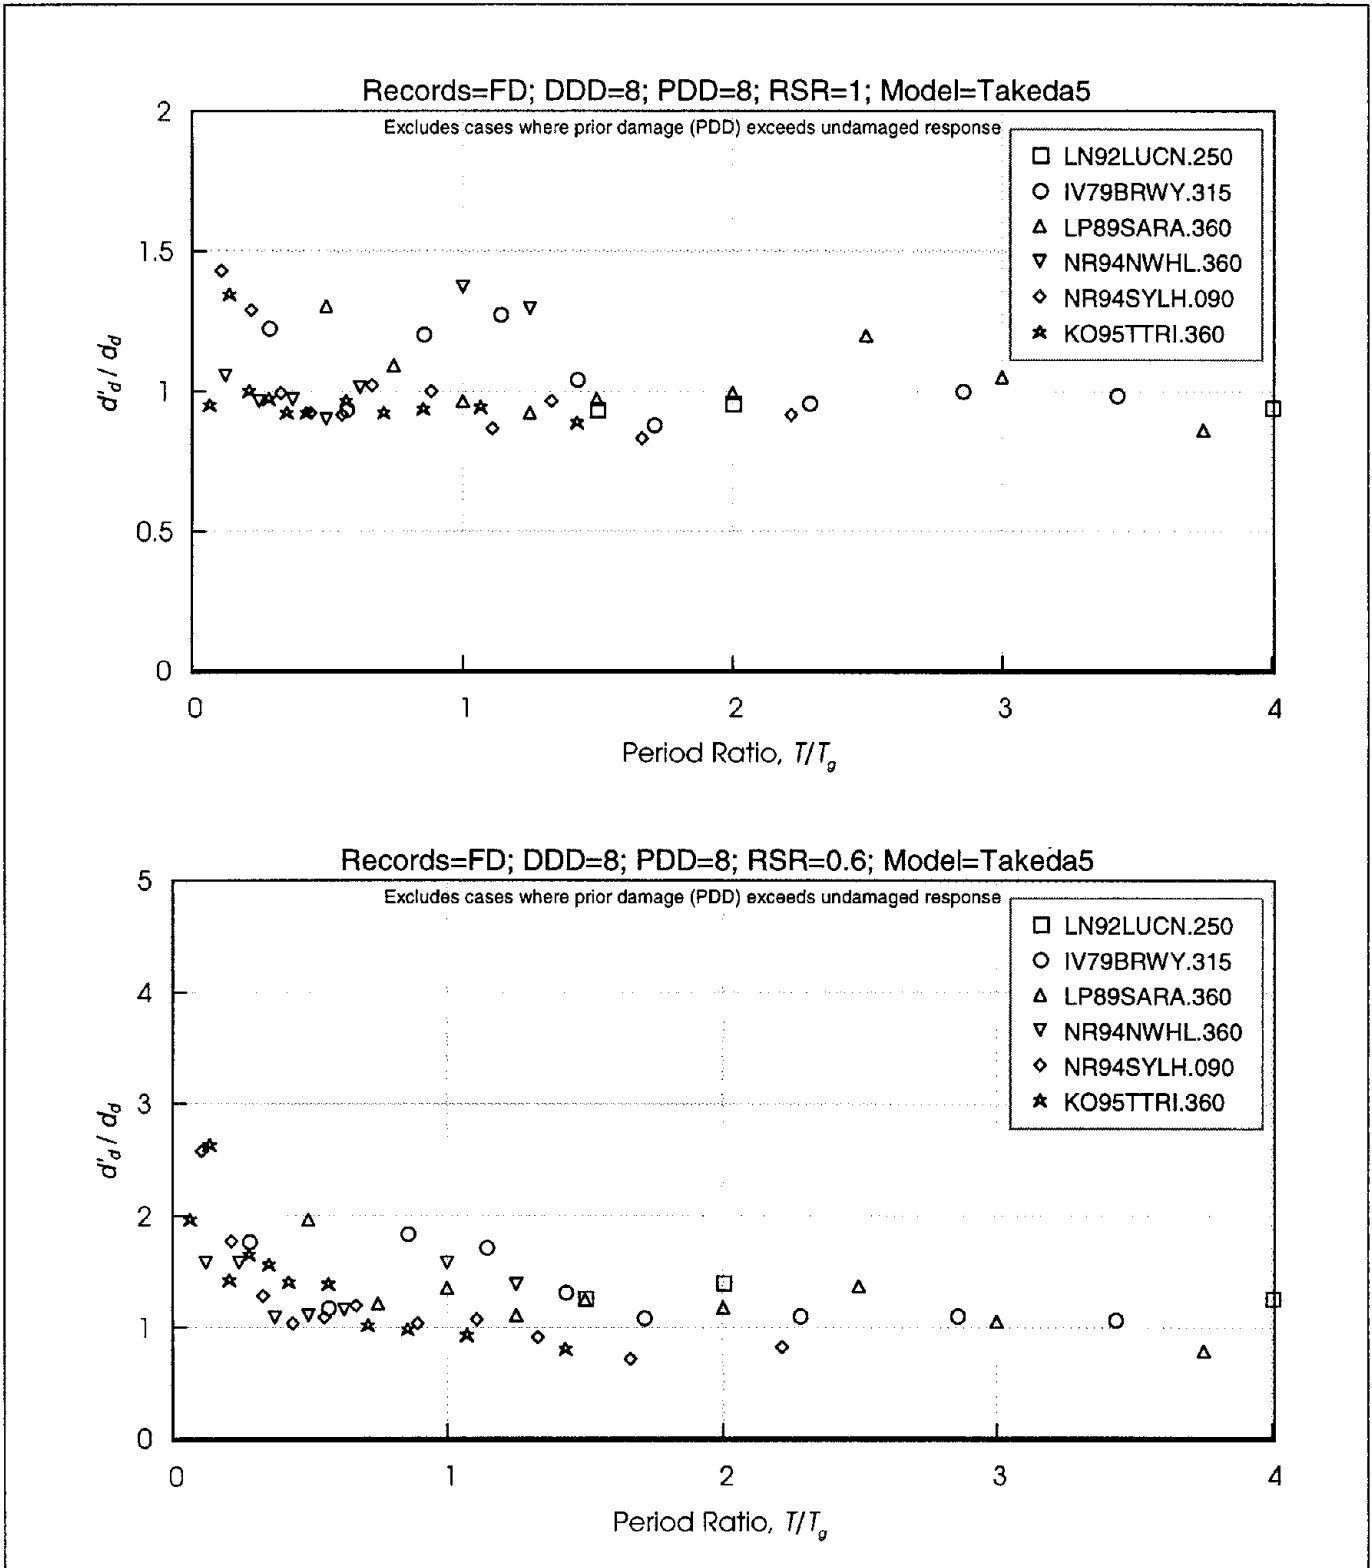 Records=FD; DDD=8; PDD=8; RSR=1; Model=Takeda5
Excludes cases where prior damage (PDD) exceeds undamaged response
2
1.5
1
0.5
0
d'd / dd
LN92LUCN.250
IV79BRWY.315
LP89SARA.360
NR94NWHL.360
NR94SYLH.090
KO95TTRI.360
0 1 2 3 4
Period Ratio, T/Tg
Records=FD; DDD=8; PDD=8; RSR=0.6; Model=Takeda5
Excludes cases where prior damage (PDD) exceeds undamaged response
5
4
3
2
1
0
d'd / dd
LN92LUCN.250
IV79BRWY.315
LP89SARA.360
NR94NWHL.360
NR94SYLH.090
KO95TTRI.360
0 1 2 3 4
Period Ratio, T/Tg